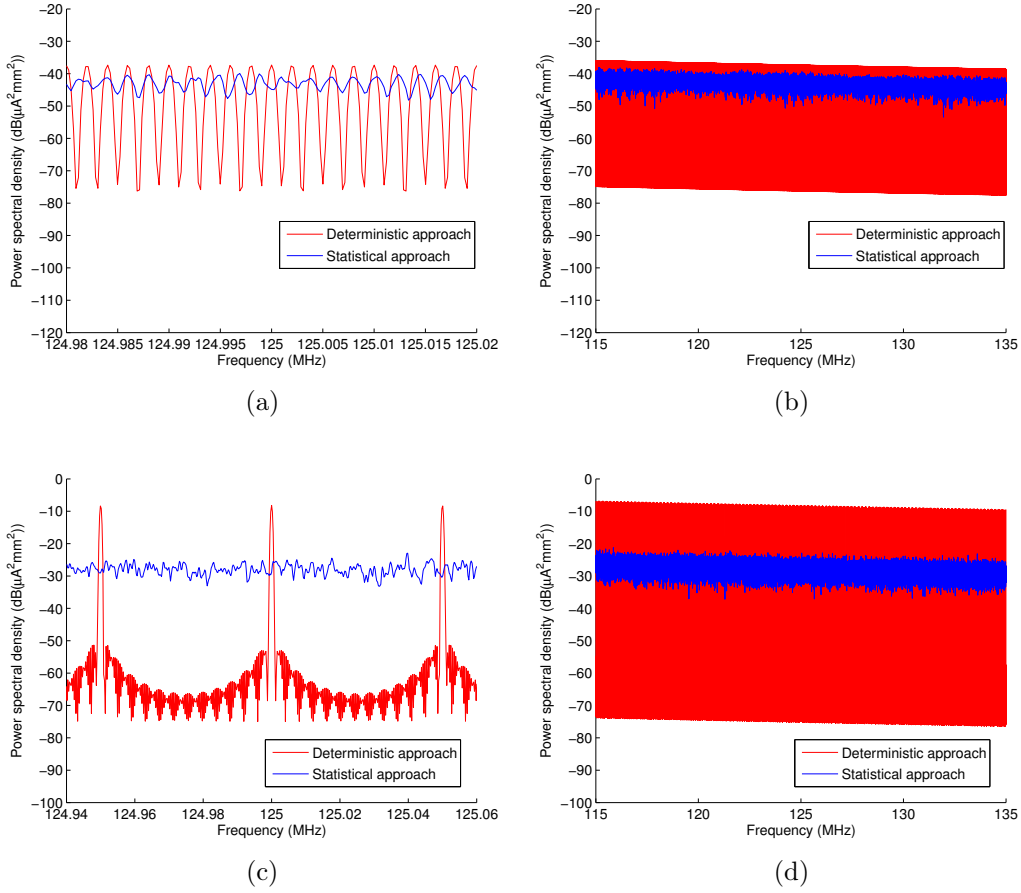 −20
−30
−40
−50
−60
−70
−80
−90
−100
−110
−120
Power spectral density (dB(µA²mm²))
124.98 124.985 124.99 124.995 125 125.005 125.01 125.015 125.02
Frequency (MHz)
Deterministic approach
Statistical approach
(a)
−20
−30
−40
−50
−60
−70
−80
−90
−100
−110
−120
Power spectral density (dB(µA²mm²))
115 120 125 130 135
Frequency (MHz)
Deterministic approach
Statistical approach
(b)
0
−10
−20
−30
−40
−50
−60
−70
−80
−90
−100
Power spectral density (dB(µA²mm²))
124.94 124.96 124.98 125 125.02 125.04 125.06
Frequency (MHz)
Deterministic approach
Statistical approach
(c)
0
−10
−20
−30
−40
−50
−60
−70
−80
−90
−100
Power spectral density (dB(µA²mm²))
115 120 125 130 135
Frequency (MHz)
Deterministic approach
Statistical approach
(d)